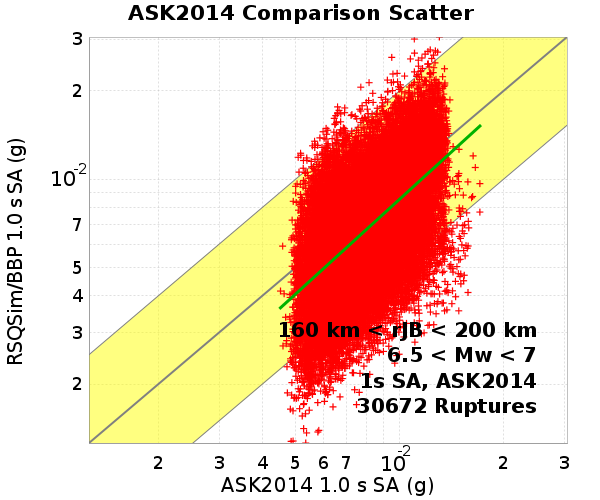 ASK2014 Comparison Scatter
RSQSim/BBP 1.0 s SA (g)
3
2
10-2
7
5
4
3
2
160 km < rJB < 200 km
6.5 < Mw < 7
1s SA, ASK2014
30672 Ruptures
2 3 4 5 6 7 10-2 2 3
ASK2014 1.0 s SA (g)